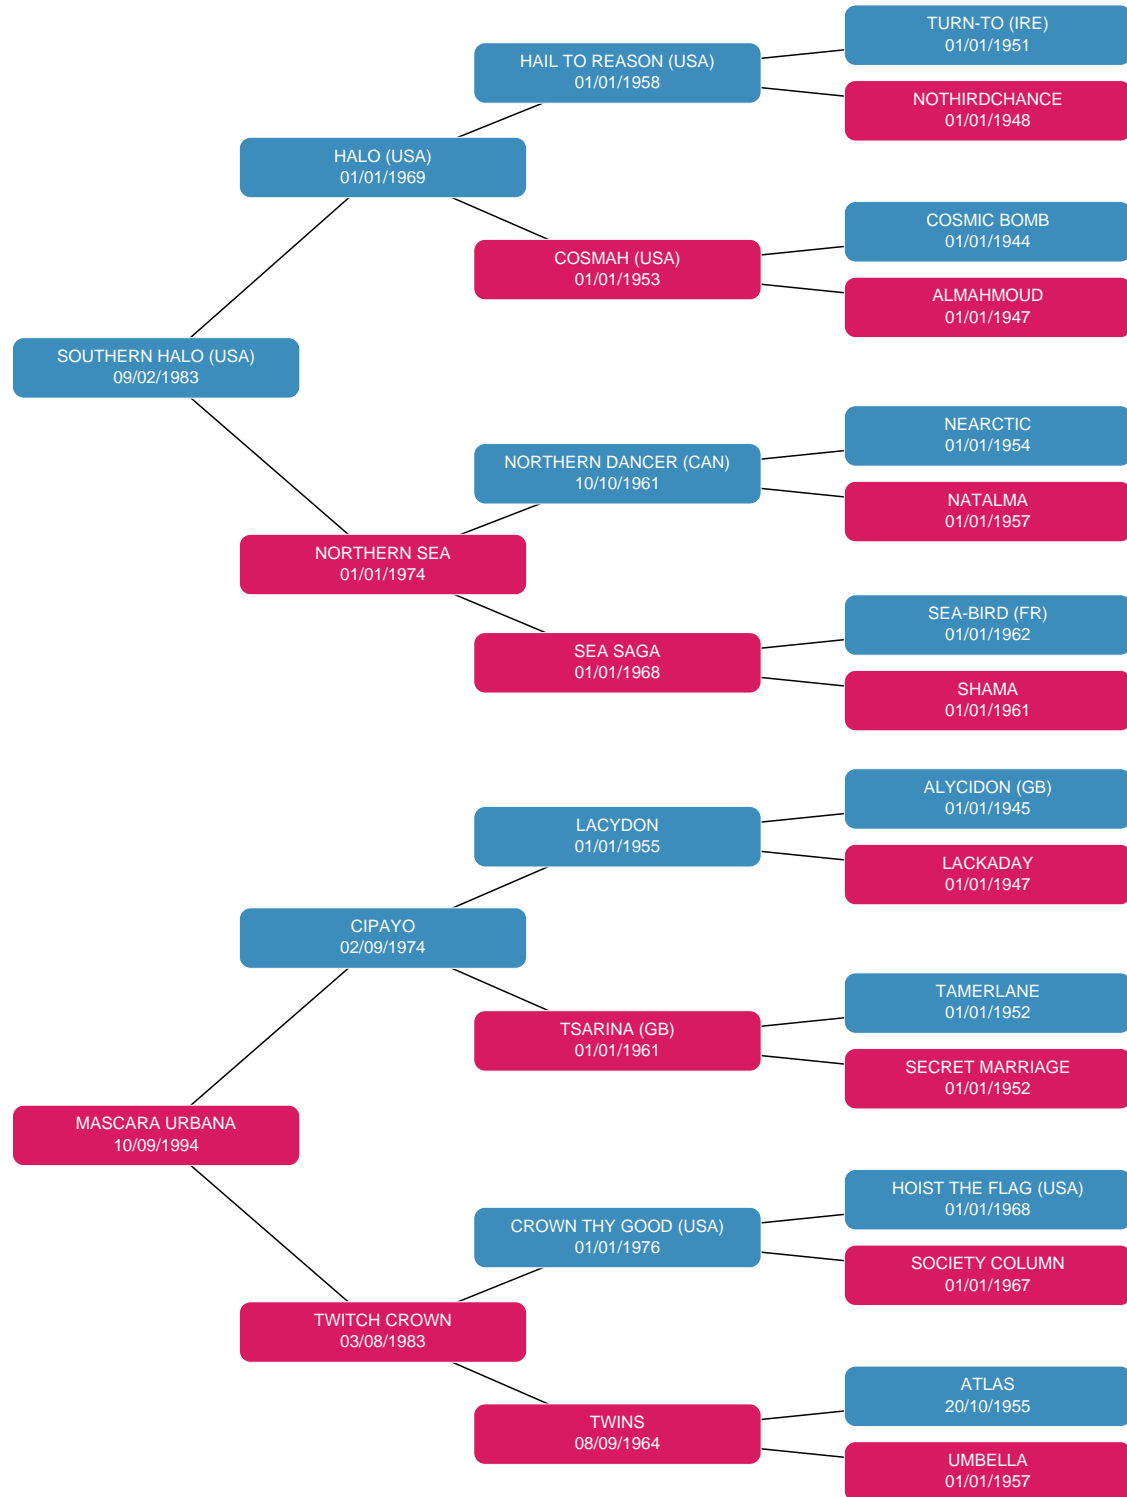 TURN-TO (IRE)
01/01/1951
HAIL TO REASON (USA)
01/01/1958
NOTHIRDCHANCE
01/01/1948
HALO (USA)
01/01/1969
COSMIC BOMB
01/01/1944
COSMAH (USA)
01/01/1953
ALMAHMOUD
01/01/1947
SOUTHERN HALO (USA)
09/02/1983
NEARCTIC
01/01/1954
NORTHERN DANCER (CAN)
10/10/1961
NATALMA
01/01/1957
NORTHERN SEA
01/01/1974
SEA-BIRD (FR)
01/01/1962
SEA SAGA
01/01/1968
SHAMA
01/01/1961
ALYCIDON (GB)
01/01/1945
LACYDON
01/01/1955
LACKADAY
01/01/1947
CIPAYO
02/09/1974
TAMERLANE
01/01/1952
TSARINA (GB)
01/01/1961
SECRET MARRIAGE
01/01/1952
MASCARA URBANA
10/09/1994
HOIST THE FLAG (USA)
01/01/1968
CROWN THY GOOD (USA)
01/01/1976
SOCIETY COLUMN
01/01/1967
TWITCH CROWN
03/08/1983
ATLAS
20/10/1955
TWINS
08/09/1964
UMBELLA
01/01/1957